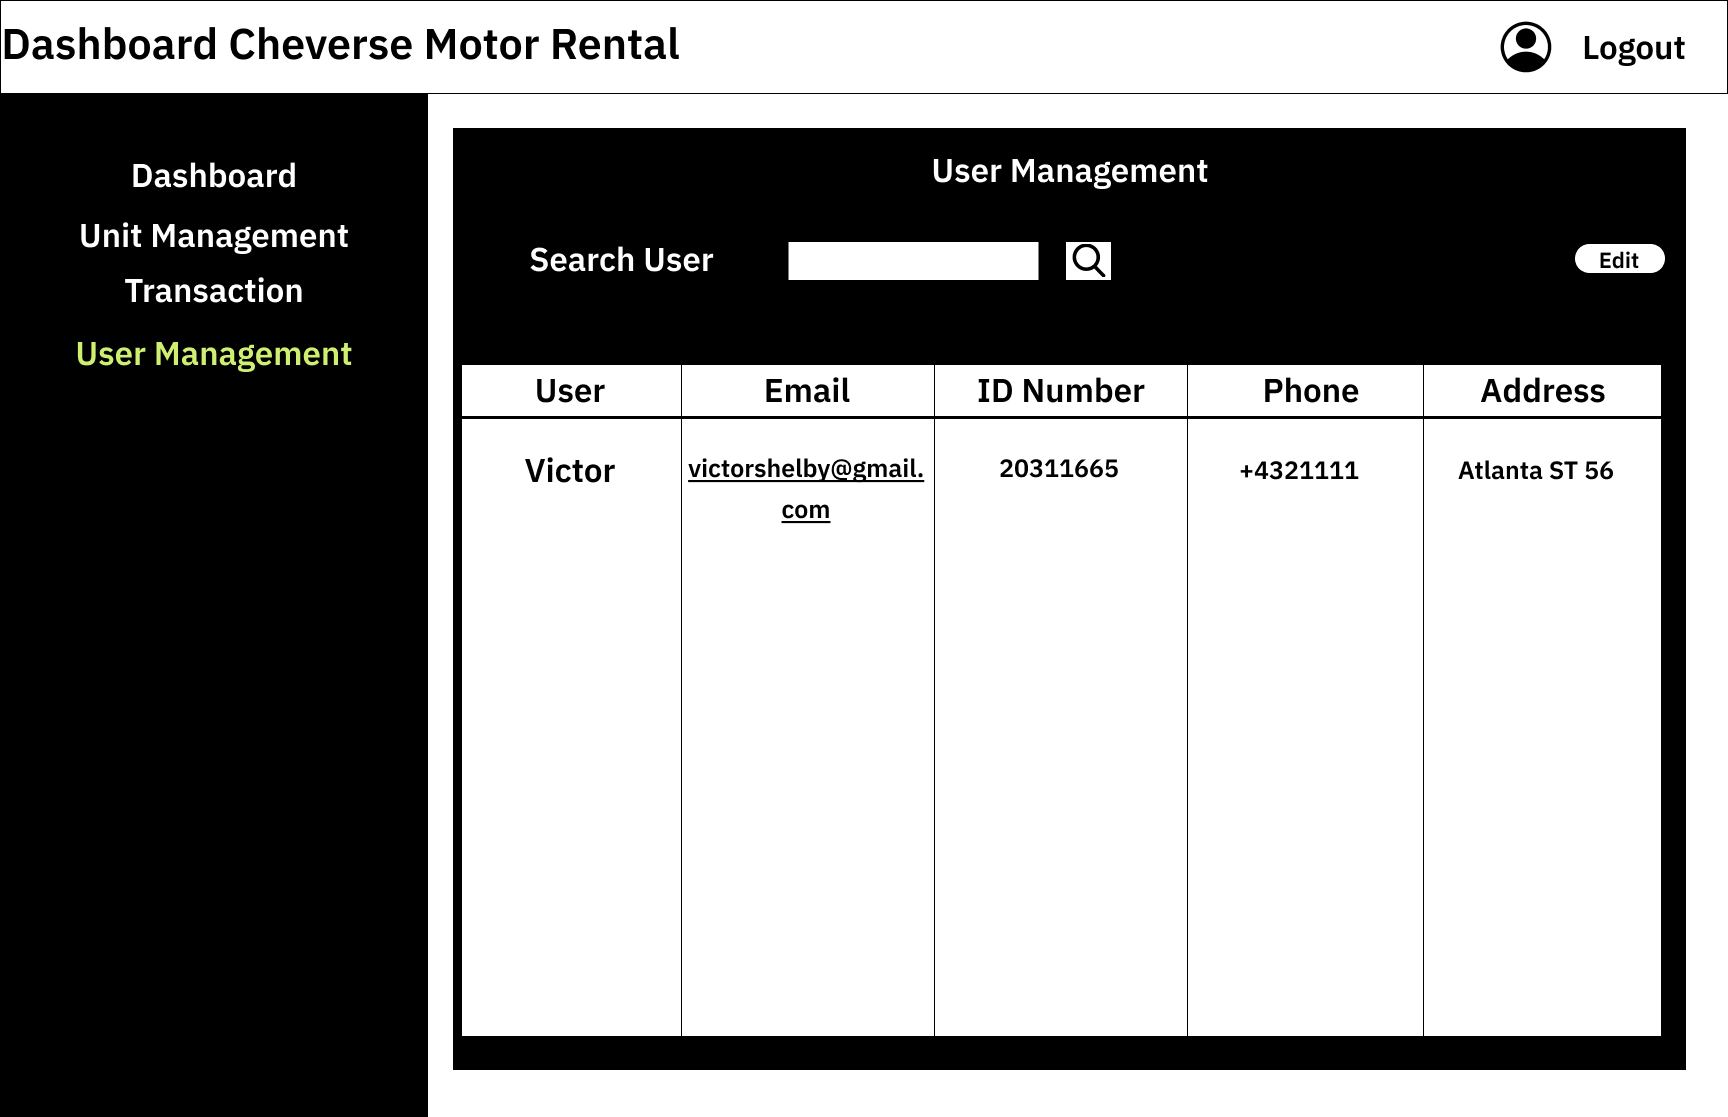 Dashboard Cheverse Motor Rental
Logout
Dashboard
Unit Management
Transaction
User Management
User Management
Search User
Edit
User Email ID Number Phone Address
Victor victorshelby@gmail. 20311665 +4321111 Atlanta ST 56
com